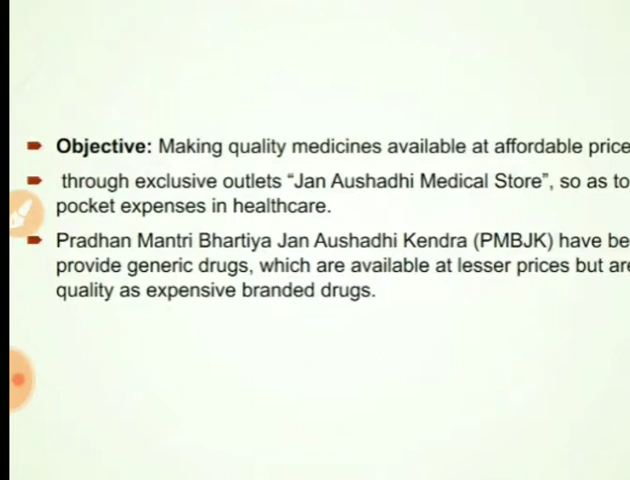 Objective: Making quality medicines available at affordable price
through exclusive outlets “Jan Aushadhi Medical Store”, so as to
pocket expenses in healthcare.
Pradhan Mantri Bhartiya Jan Aushadhi Kendra (PMBJK) have be
provide generic drugs, which are available at lesser prices but are
quality as expensive branded drugs.